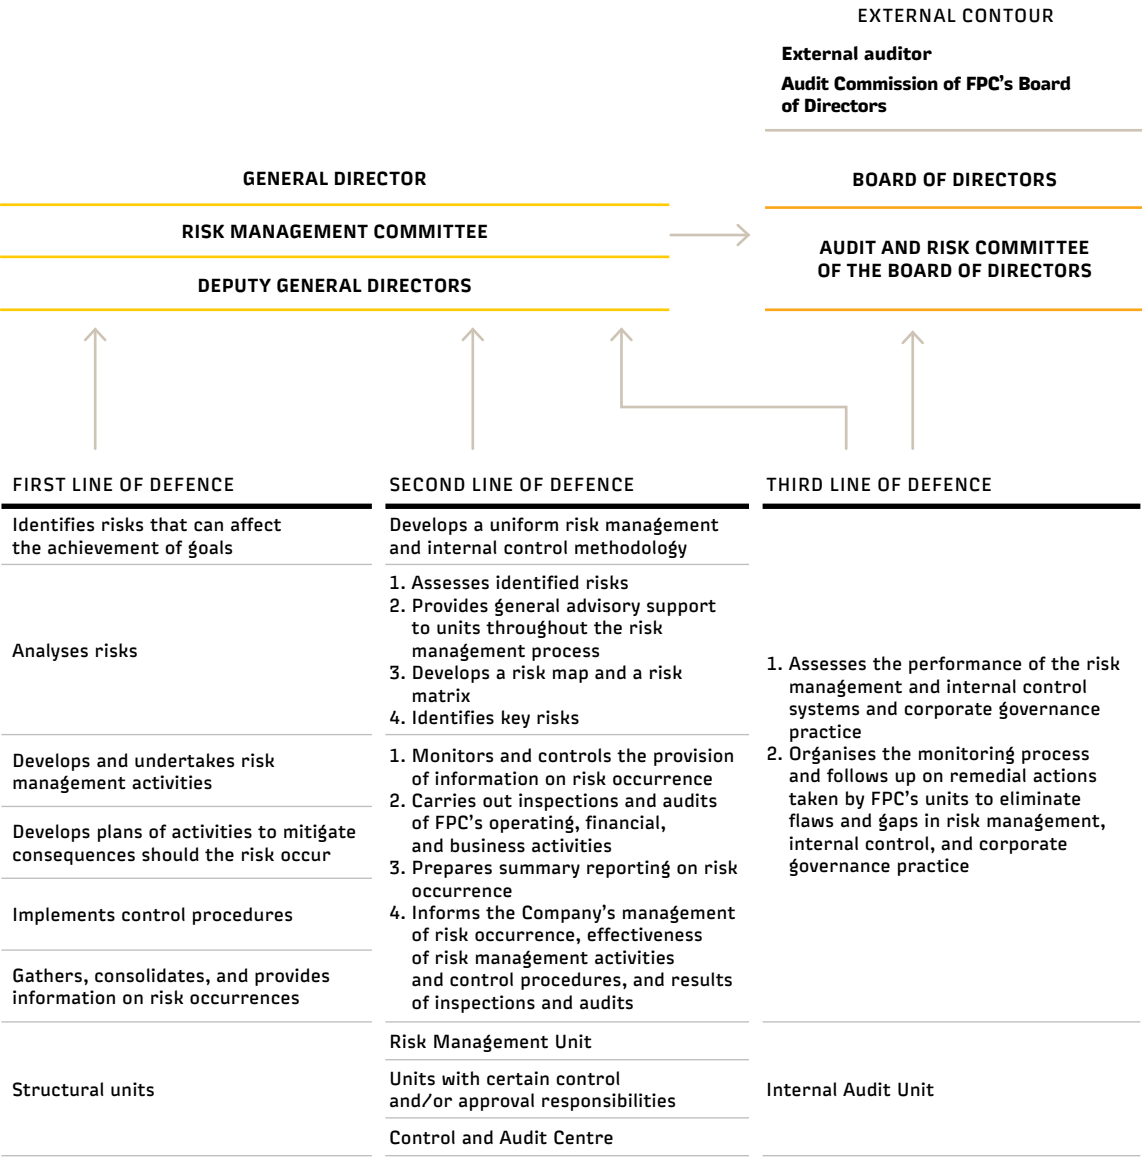 EXTERNAL CONTOUR
External auditor
Audit Commission of FPC’s Board
of Directors
GENERAL DIRECTOR
RISK MANAGEMENT COMMITTEE
DEPUTY GENERAL DIRECTORS
BOARD OF DIRECTORS
AUDIT AND RISK COMMITTEE
OF THE BOARD OF DIRECTORS
FIRST LINE OF DEFENCE
Identifies risks that can affect
the achievement of goals
Analyses risks
Develops and undertakes risk
management activities
Develops plans of activities to mitigate
consequences should the risk occur
Implements control procedures
Gathers, consolidates, and provides
information on risk occurrences
Structural units
SECOND LINE OF DEFENCE
Develops a uniform risk management
and internal control methodology
1. Assesses identified risks
2. Provides general advisory support
to units throughout the risk
management process
3. Develops a risk map and a risk
matrix
4. Identifies key risks
1. Monitors and controls the provision
of information on risk occurrence
2. Carries out inspections and audits
of FPC’s operating, financial,
and business activities
3. Prepares summary reporting on risk
occurrence
4. Informs the Company’s management
of risk occurrence, effectiveness
of risk management activities
and control procedures, and results
of inspections and audits
Risk Management Unit
Units with certain control
and/or approval responsibilities
Control and Audit Centre
THIRD LINE OF DEFENCE
1. Assesses the performance of the risk
management and internal control
systems and corporate governance
practice
2. Organises the monitoring process
and follows up on remedial actions
taken by FPC’s units to eliminate
flaws and gaps in risk management,
internal control, and corporate
governance practice
Internal Audit Unit